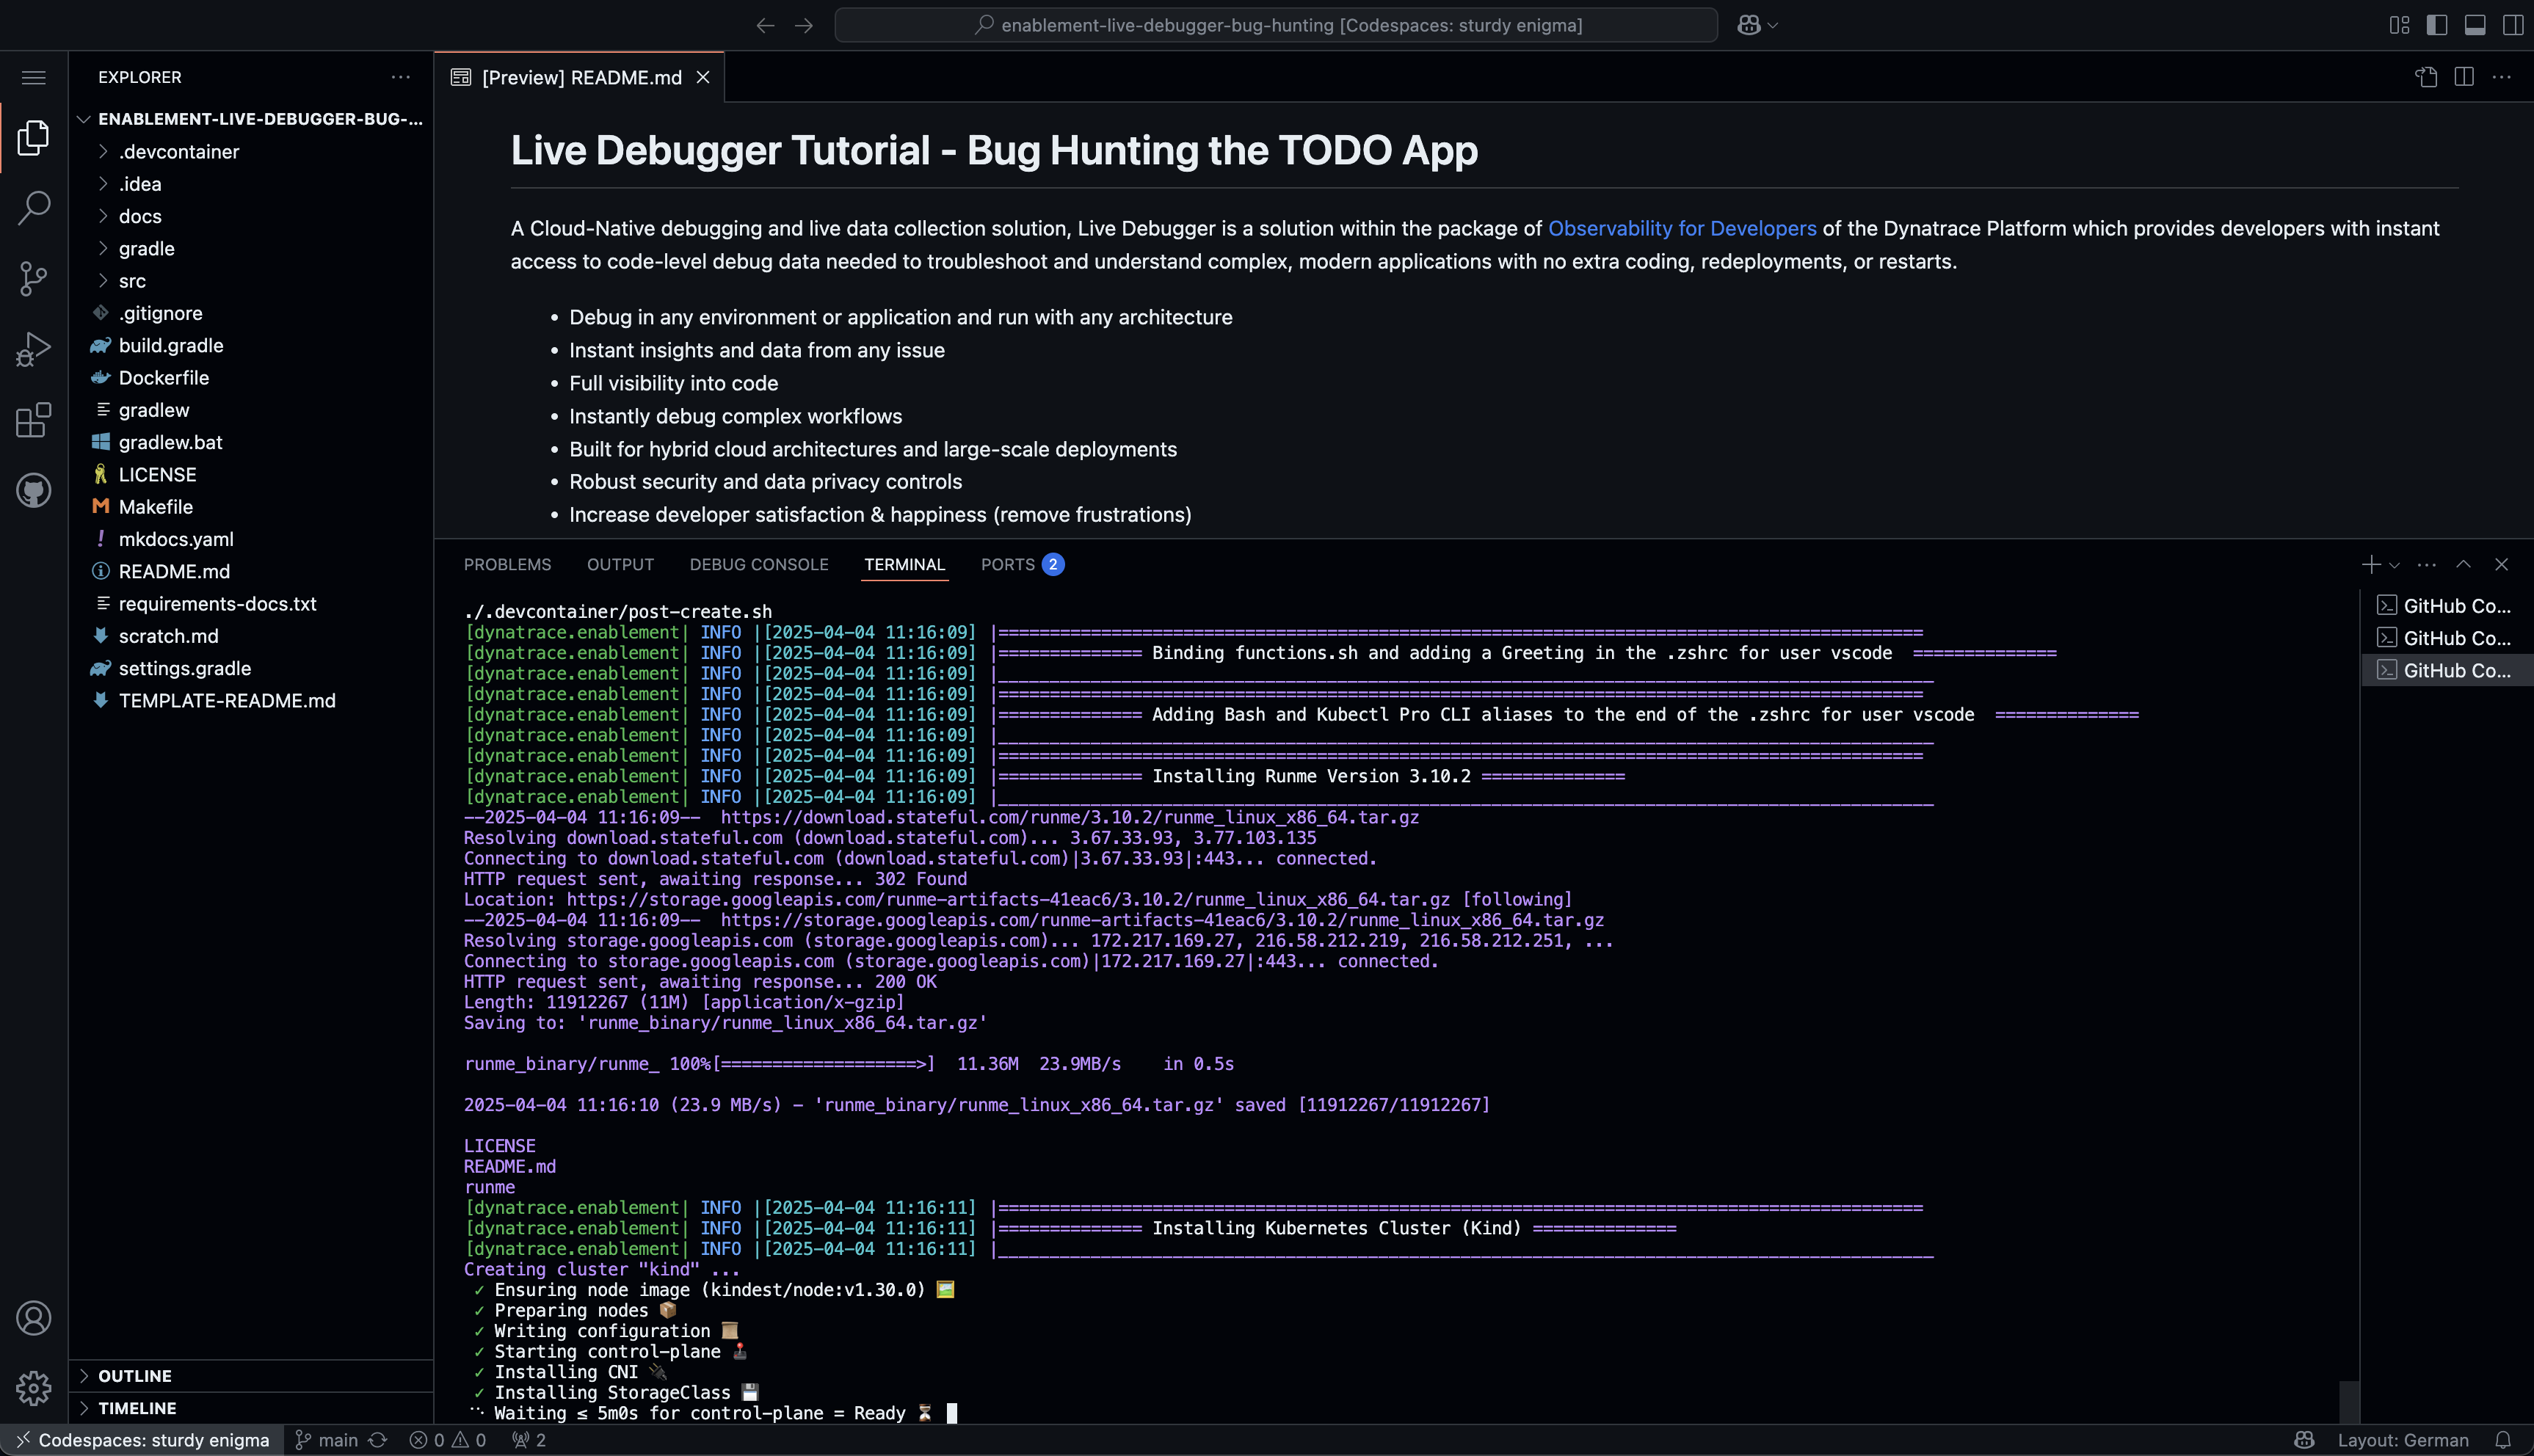 enablement-live-debugger-bug-hunting [Codespaces: sturdy enigma]
EXPLORER
ENABLEMENT-LIVE-DEBUGGER-BUG-...
.devcontainer
.idea
docs
gradle
src
.gitignore
build.gradle
Dockerfile
gradlew
gradlew.bat
LICENSE
Makefile
mkdocs.yaml
README.md
requirements-docs.txt
scratch.md
settings.gradle
TEMPLATE-README.md
OUTLINE
TIMELINE
[Preview] README.md
Live Debugger Tutorial - Bug Hunting the TODO App
A Cloud-Native debugging and live data collection solution, Live Debugger is a solution within the package of Observability for Developers of the Dynatrace Platform which provides developers with instant
access to code-level debug data needed to troubleshoot and understand complex, modern applications with no extra coding, redeployments, or restarts.
• Debug in any environment or application and run with any architecture
• Instant insights and data from any issue
• Full visibility into code
• Instantly debug complex workflows
• Built for hybrid cloud architectures and large-scale deployments
• Robust security and data privacy controls
• Increase developer satisfaction & happiness (remove frustrations)
PROBLEMS OUTPUT DEBUG CONSOLE TERMINAL PORTS 2
./.devcontainer/post-create.sh
[dynatrace.enablement| INFO |[2025-04-04 11:16:09] |==========================================================================================
[dynatrace.enablement| INFO |[2025-04-04 11:16:09] |============== Binding functions.sh and adding a Greeting in the .zshrc for user vscode  ==============
[dynatrace.enablement| INFO |[2025-04-04 11:16:09] |___________________________________________________________________________________________
[dynatrace.enablement| INFO |[2025-04-04 11:16:09] |==========================================================================================
[dynatrace.enablement| INFO |[2025-04-04 11:16:09] |============== Adding Bash and Kubectl Pro CLI aliases to the end of the .zshrc for user vscode  ==============
[dynatrace.enablement| INFO |[2025-04-04 11:16:09] |___________________________________________________________________________________________
[dynatrace.enablement| INFO |[2025-04-04 11:16:09] |==========================================================================================
[dynatrace.enablement| INFO |[2025-04-04 11:16:09] |============== Installing Runme Version 3.10.2 ==============
[dynatrace.enablement| INFO |[2025-04-04 11:16:09] |___________________________________________________________________________________________
--2025-04-04 11:16:09--  https://download.stateful.com/runme/3.10.2/runme_linux_x86_64.tar.gz
Resolving download.stateful.com (download.stateful.com)... 3.67.33.93, 3.77.103.135
Connecting to download.stateful.com (download.stateful.com)|3.67.33.93|:443... connected.
HTTP request sent, awaiting response... 302 Found
Location: https://storage.googleapis.com/runme-artifacts-41eac6/3.10.2/runme_linux_x86_64.tar.gz [following]
--2025-04-04 11:16:09--  https://storage.googleapis.com/runme-artifacts-41eac6/3.10.2/runme_linux_x86_64.tar.gz
Resolving storage.googleapis.com (storage.googleapis.com)... 172.217.169.27, 216.58.212.219, 216.58.212.251, ...
Connecting to storage.googleapis.com (storage.googleapis.com)|172.217.169.27|:443... connected.
HTTP request sent, awaiting response... 200 OK
Length: 11912267 (11M) [application/x-gzip]
Saving to: 'runme_binary/runme_linux_x86_64.tar.gz'
runme_binary/runme_ 100%[===================>]  11.36M  23.9MB/s    in 0.5s
2025-04-04 11:16:10 (23.9 MB/s) - 'runme_binary/runme_linux_x86_64.tar.gz' saved [11912267/11912267]
LICENSE
README.md
runme
[dynatrace.enablement| INFO |[2025-04-04 11:16:11] |==========================================================================================
[dynatrace.enablement| INFO |[2025-04-04 11:16:11] |============== Installing Kubernetes Cluster (Kind) ==============
[dynatrace.enablement| INFO |[2025-04-04 11:16:11] |___________________________________________________________________________________________
Creating cluster "kind" ...
✓ Ensuring node image (kindest/node:v1.30.0) 🖼
✓ Preparing nodes 📦
✓ Writing configuration 📜
✓ Starting control-plane 🕹
✓ Installing CNI 🔌
✓ Installing StorageClass 💾
Waiting ≤ 5m0s for control-plane = Ready ⏳
GitHub Co...
GitHub Co...
GitHub Co...
Codespaces: sturdy enigma main 0 0 2 Layout: German